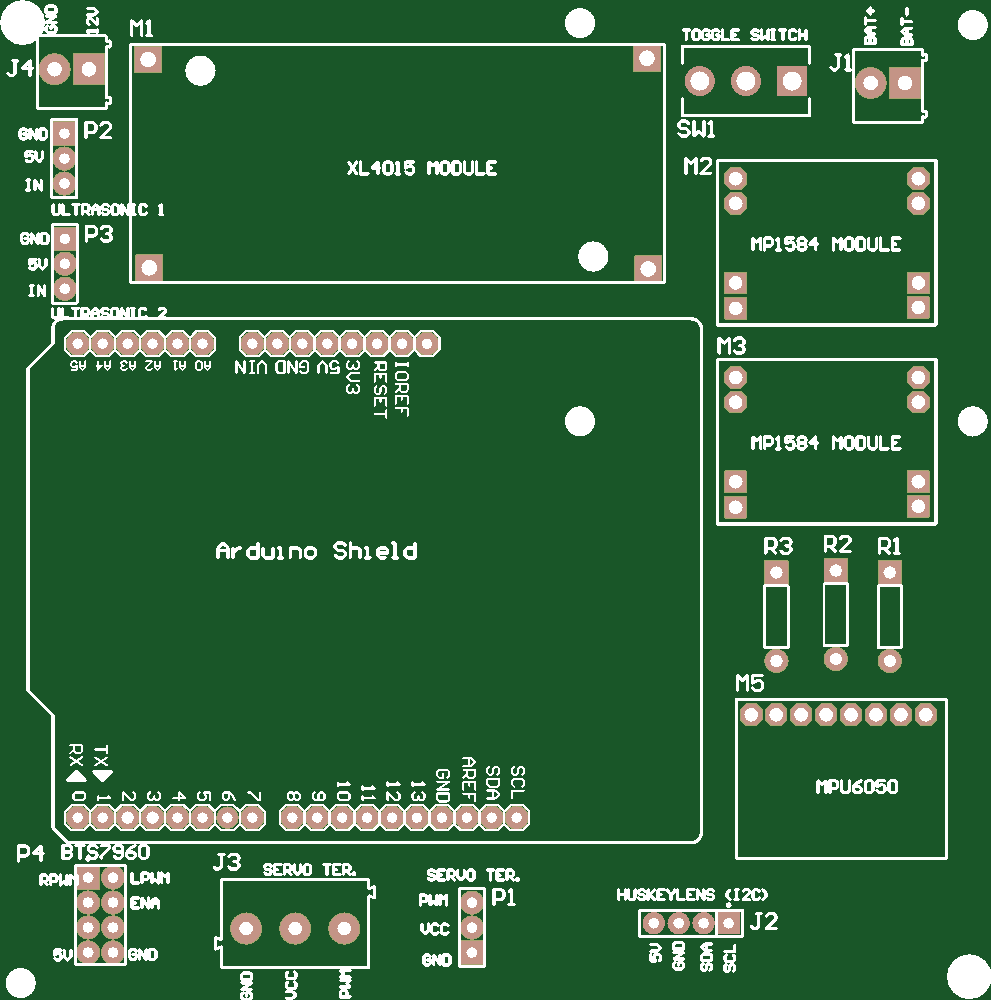 GND
12V
M1
J4
TOGGLE SWITCH
J1
BAT+
BAT-
SW1
P2
GND
5V
IN
ULTRASONIC 1
XL4015 MODULE
M2
MP1584 MODULE
P3
GND
5V
IN
ULTRASONIC 2
A5 A4 A3 A2 A1 A0
VIN GND 5V 3V3 RESET IOREF
M3
MP1584 MODULE
Arduino Shield
R3 R2 R1
M5
MPU6050
RX TX
0 1 2 3 4 5 6 7 8 9 10 11 12 13 GND AREF SDA SCL
P4 BTS7960
RPWM
LPWM
ENA
5V
GND
J3
SERVO TERM.
GND
VCC
PWM
SERVO TERM.
P1
PWM
VCC
GND
HUSKYLENS (I2C)
J2
5V
GND
SDA
SCL